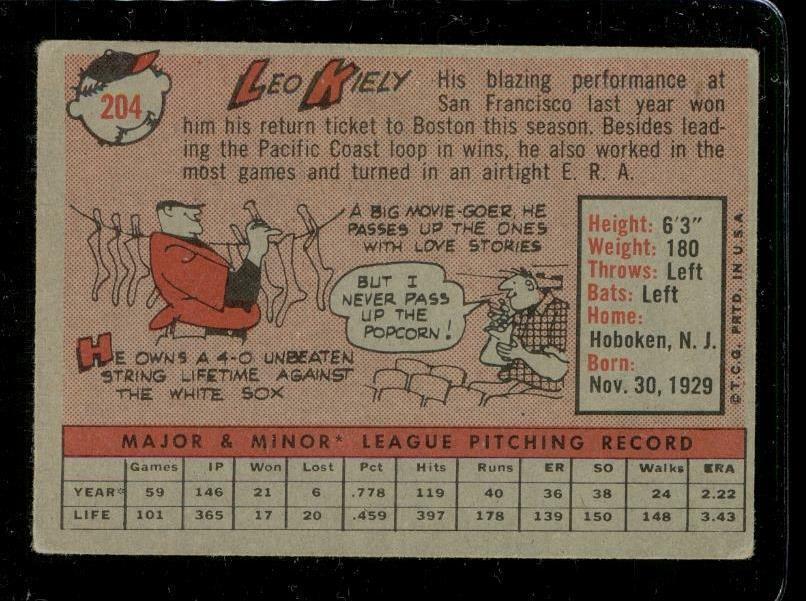 204
LEO KIELY His blazing performance at
San Francisco last year won
him his return ticket to Boston this season. Besides lead-
ing the Pacific Coast loop in wins, he also worked in the
most games and turned in an airtight E. R. A.
A BIG MOVIE-GOER, HE
PASSES UP THE ONES
WITH LOVE STORIES
BUT I
NEVER PASS
UP THE
POPCORN!
HE OWNS A 4-0 UNBEATEN
STRING LIFETIME AGAINST
THE WHITE SOX
Height: 6'3"
Weight: 180
Throws: Left
Bats: Left
Home:
Hoboken, N. J.
Born:
Nov. 30, 1929
© T.C.G. PRTD. IN U.S.A.
MAJOR & MINOR* LEAGUE PITCHING RECORD
Games IP Won Lost Pct Hits Runs ER SO Walks ERA
YEAR* 59 146 21 6 .778 119 40 36 38 24 2.22
LIFE 101 365 17 20 .459 397 178 139 150 148 3.43